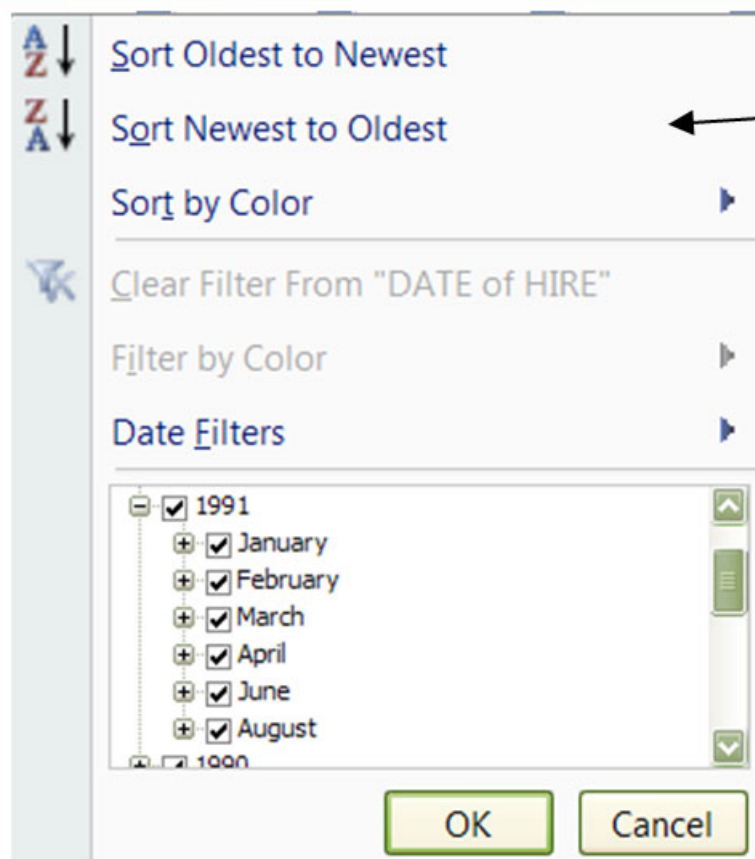 Sort Oldest to Newest
Sort Newest to Oldest
Sort by Color
Clear Filter From "DATE of HIRE"
Filter by Color
Date Filters
1991
January
February
March
April
June
August
1990
OK
Cancel